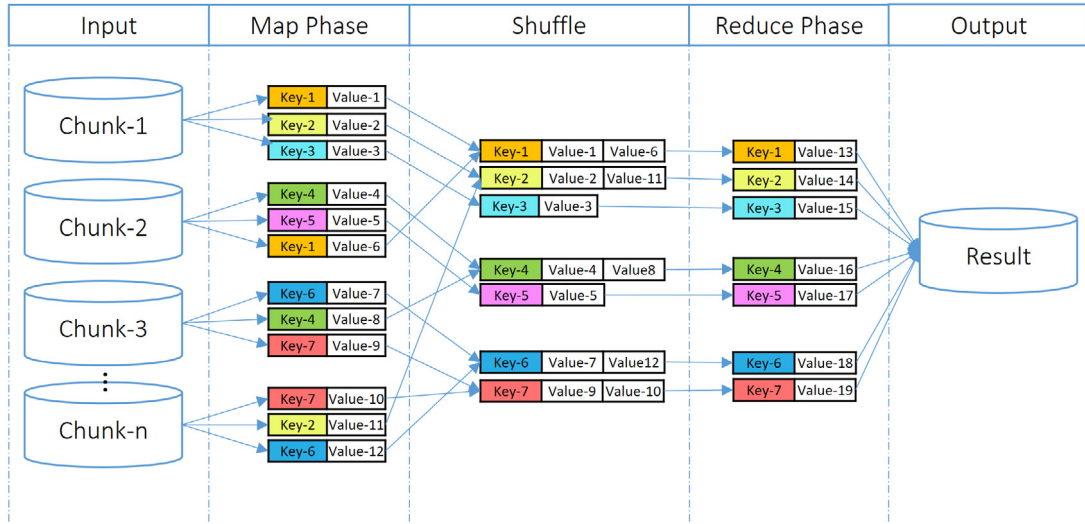 Input Map Phase Shuffle Reduce Phase Output
Chunk-1
Key-1 Value-1
Key-2 Value-2
Key-3 Value-3
Chunk-2
Key-4 Value-4
Key-5 Value-5
Key-1 Value-6
Chunk-3
Key-6 Value-7
Key-4 Value-8
Key-7 Value-9
Chunk-n
Key-7 Value-10
Key-2 Value-11
Key-6 Value-12
Key-1 Value-1 Value-6
Key-2 Value-2 Value-11
Key-3 Value-3
Key-4 Value-4 Value8
Key-5 Value-5
Key-6 Value-7 Value12
Key-7 Value-9 Value-10
Key-1 Value-13
Key-2 Value-14
Key-3 Value-15
Key-4 Value-16
Key-5 Value-17
Key-6 Value-18
Key-7 Value-19
Result